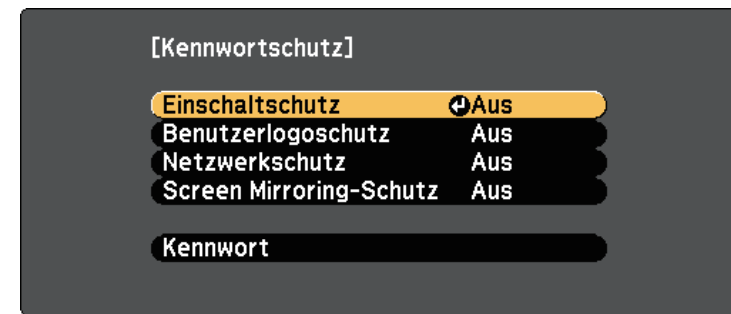 [Kennwortschutz]
Einschaltschutz Aus
Benutzerlogoschutz Aus
Netzwerkschutz Aus
Screen Mirroring-Schutz Aus
Kennwort